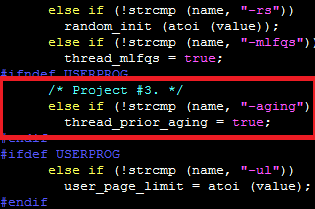 else if (!strcmp (name, "-rs"))
random_init (atoi (value));
else if (!strcmp (name, "-mlfqs"))
thread_mlfqs = true;
#ifndef USERPROG
/* Project #3. */
else if (!strcmp (name, "-aging"))
thread_prior_aging = true;
#endif
#ifdef USERPROG
else if (!strcmp (name, "-ul"))
user_page_limit = atoi (value);
#endif